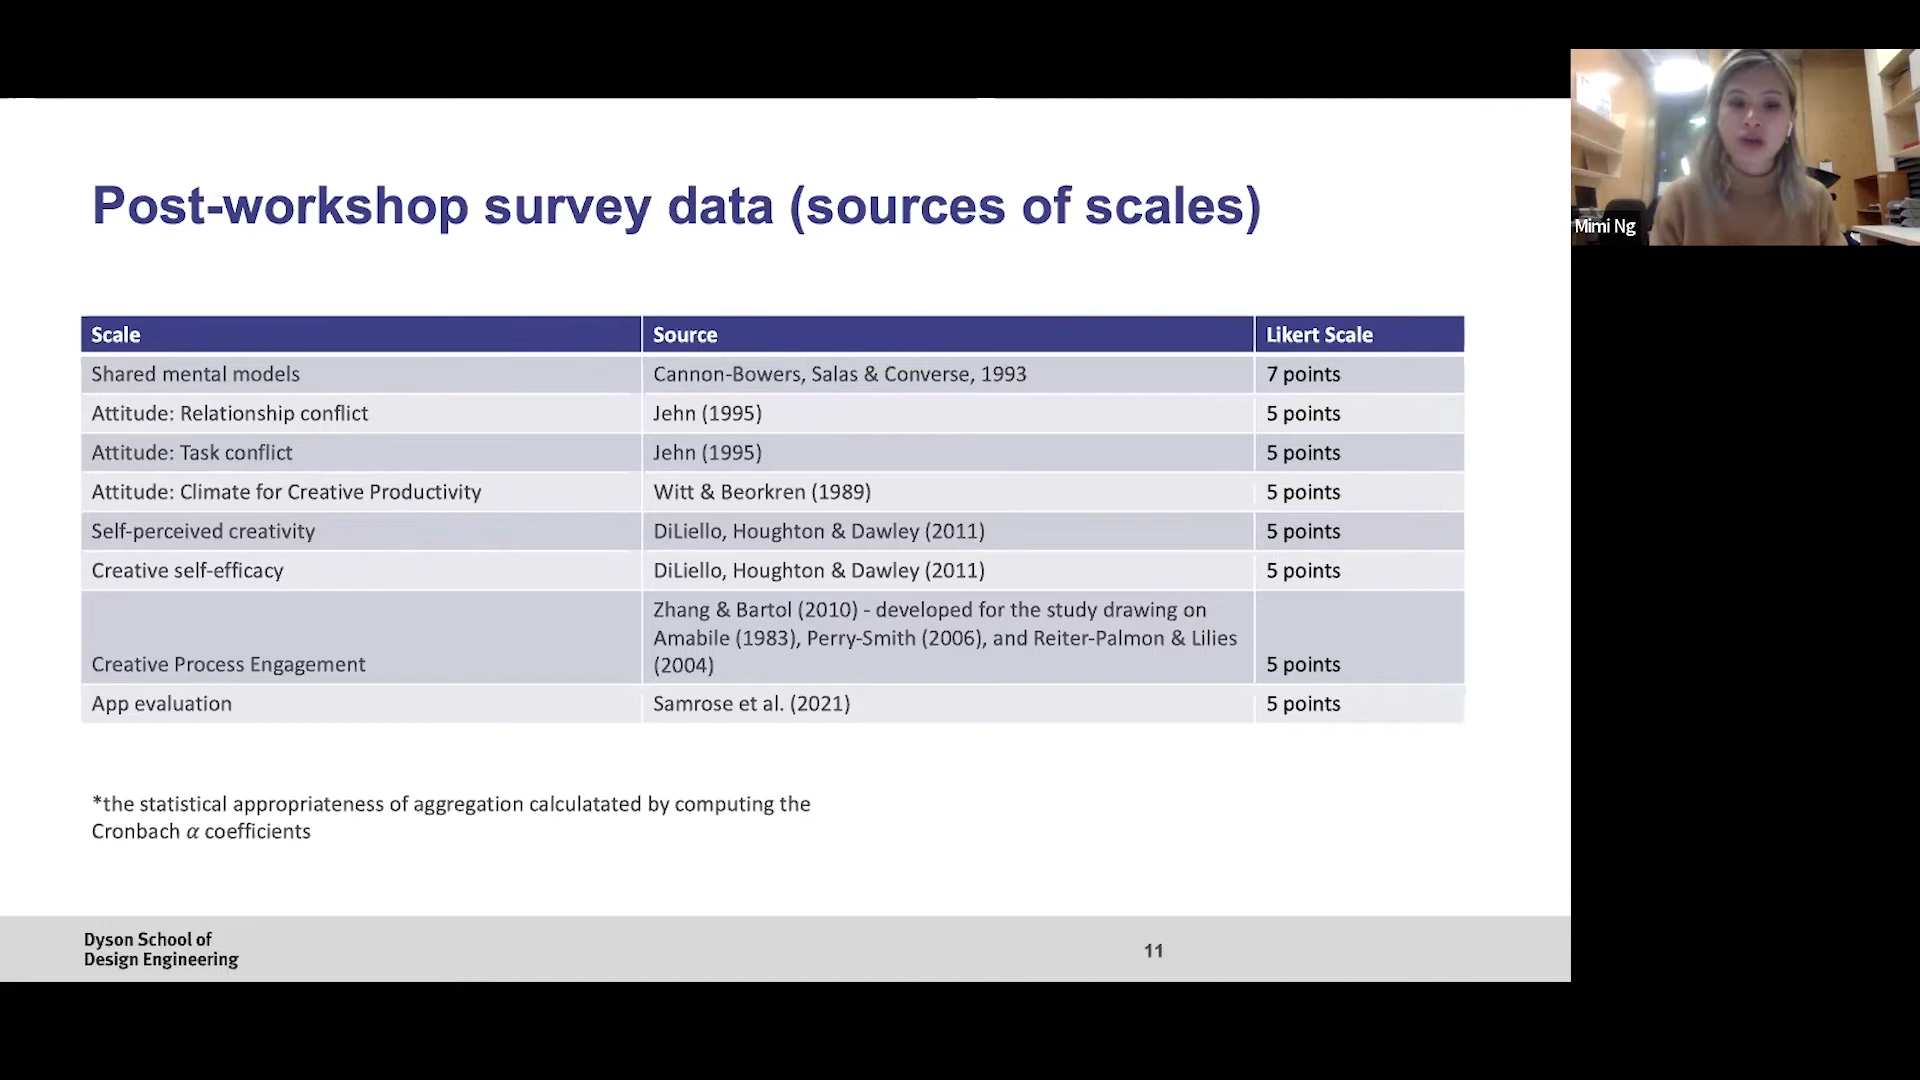 Post-workshop survey data (sources of scales)
Mimi Ng
Scale Source Likert Scale
Shared mental models Cannon-Bowers, Salas & Converse, 1993 7 points
Attitude: Relationship conflict Jehn (1995) 5 points
Attitude: Task conflict Jehn (1995) 5 points
Attitude: Climate for Creative Productivity Witt & Beorkren (1989) 5 points
Self-perceived creativity DiLiello, Houghton & Dawley (2011) 5 points
Creative self-efficacy DiLiello, Houghton & Dawley (2011) 5 points
Zhang & Bartol (2010) - developed for the study drawing on
Amabile (1983), Perry-Smith (2006), and Reiter-Palmon & Lilies
Creative Process Engagement (2004) 5 points
App evaluation Samrose et al. (2021) 5 points
*the statistical appropriateness of aggregation calculatated by computing the
Cronbach α coefficients
Dyson School of
Design Engineering
11